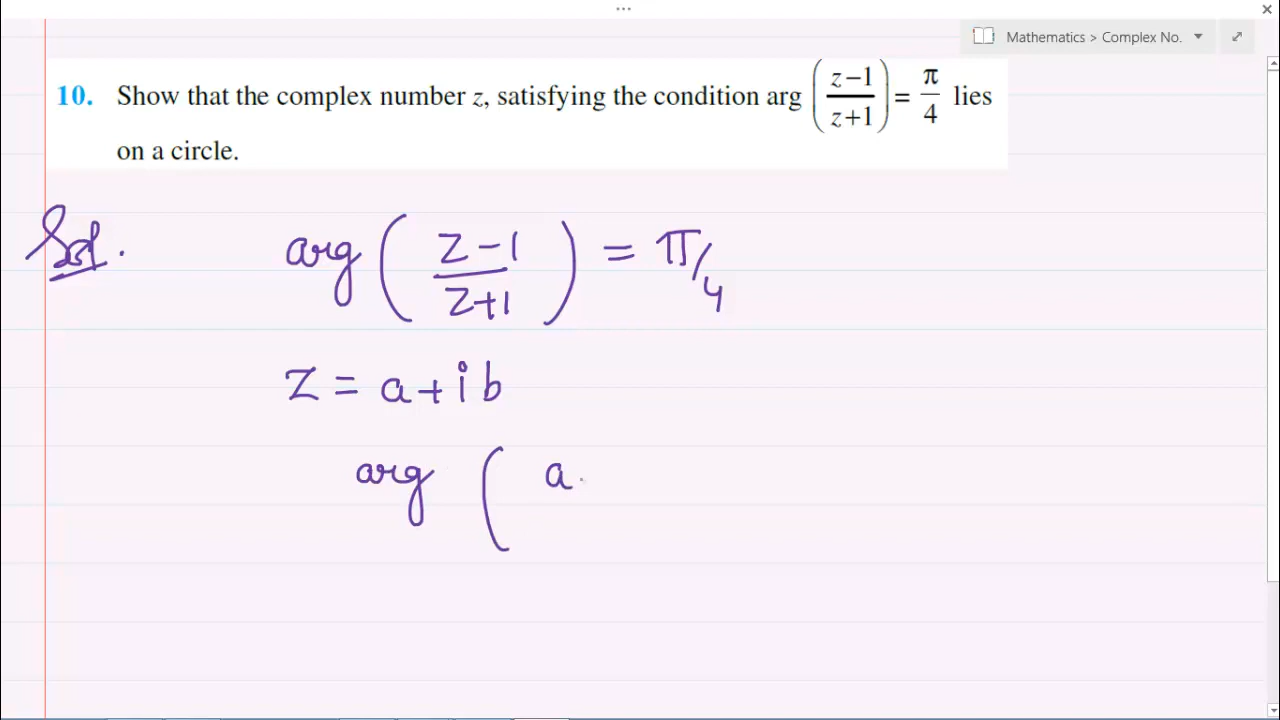 ...
Mathematics > Complex No.
10. Show that the complex number z, satisfying the condition arg ((z−1)/(z+1)) = π/4 lies
on a circle.
Sol. arg ((z-1)/(z+1)) = π/4
z = a+ib
arg ( a